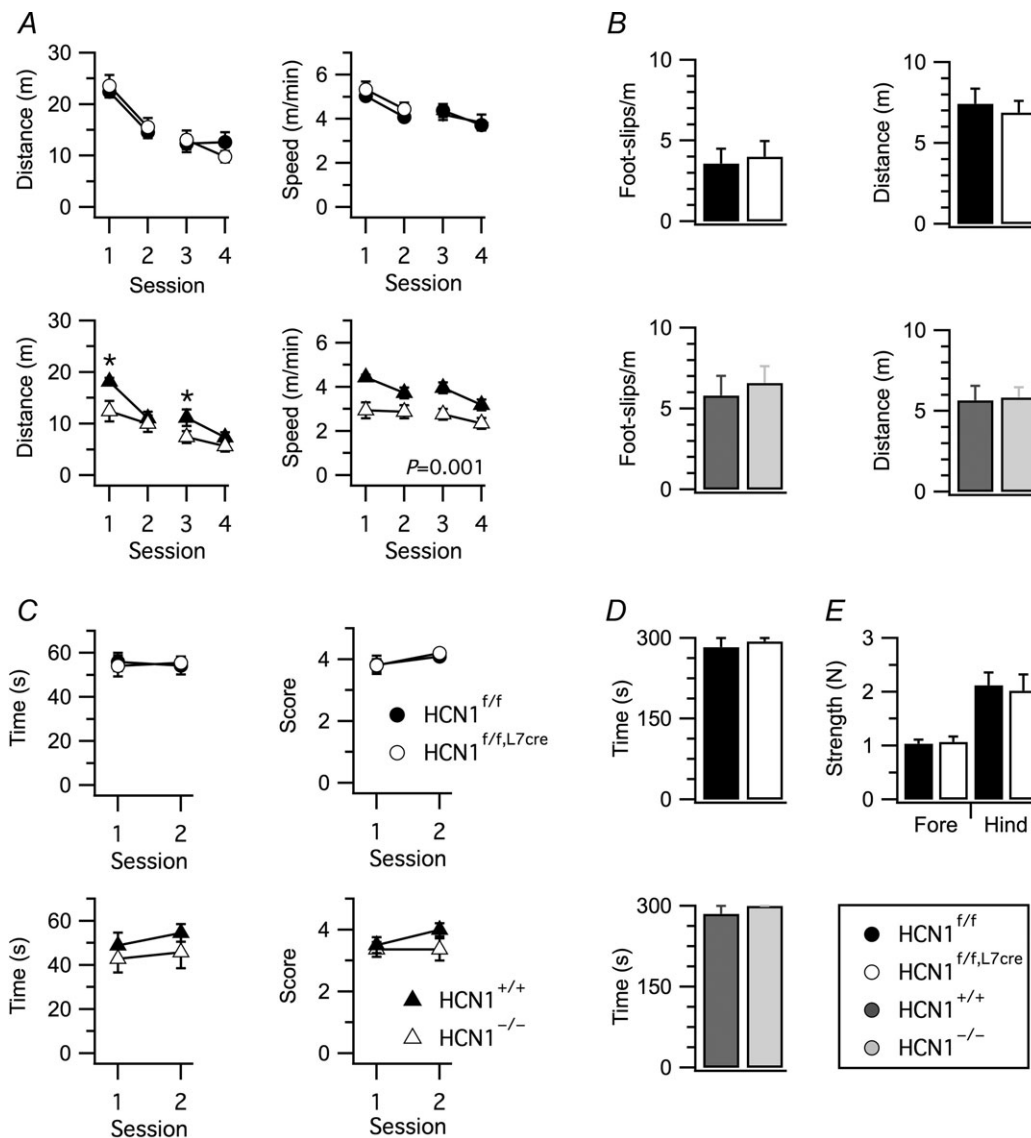 A
Distance (m)
30
20
10
0
1 2 3 4
Session
Speed (m/min)
6
4
2
0
1 2 3 4
Session
B
Foot-slips/m
10
5
0
Distance (m)
10
5
0
Distance (m)
30
20
10
0
*
*
1 2 3 4
Session
Speed (m/min)
6
4
2
0
P=0.001
1 2 3 4
Session
Foot-slips/m
10
5
0
Distance (m)
10
5
0
C
Time (s)
60
40
20
0
1 2
Session
Score
4
2
0
HCN1 f/f
HCN1 f/f,L7cre
1 2
Session
D
Time (s)
300
150
0
E
Strength (N)
3
2
1
0
Fore Hind
Time (s)
60
40
20
0
1 2
Session
Score
4
2
0
HCN1 +/+
HCN1 −/−
1 2
Session
Time (s)
300
150
0
HCN1 f/f
HCN1 f/f,L7cre
HCN1 +/+
HCN1 −/−